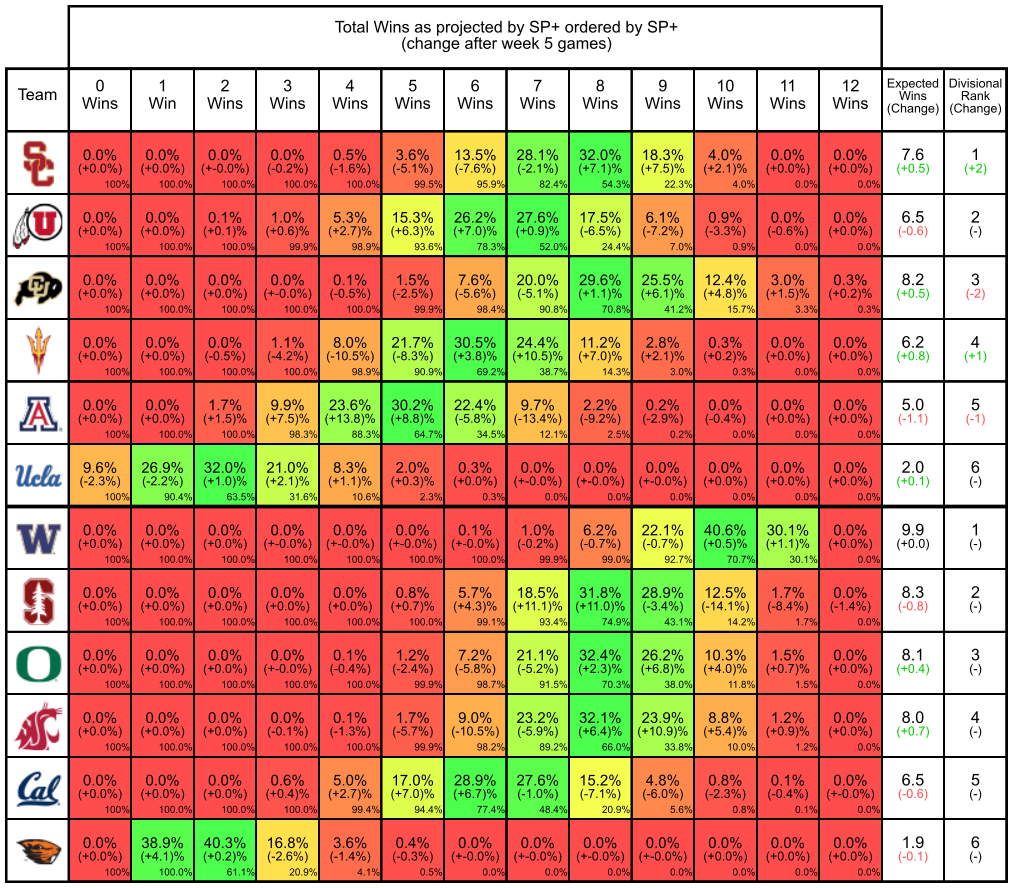 Total Wins as projected by SP+ ordered by SP+
(change after week 5 games)
Team 0 Wins 1 Win 2 Wins 3 Wins 4 Wins 5 Wins 6 Wins 7 Wins 8 Wins 9 Wins 10 Wins 11 Wins 12 Wins Expected Wins (Change) Divisional Rank (Change)
SC 0.0% 0.0% 0.0% 0.0% 0.5% 3.6% 13.5% 28.1% 32.0% 18.3% 4.0% 0.0% 0.0% 7.6 1
(+0.0%) (+0.0%) (+-0.0%) (-0.2%) (-1.6%) (-5.1%) (-7.6%) (-2.1%) (+7.1)% (+7.5)% (+2.1)% (+0.0%) (+0.0%) (+0.5) (+2)
100% 100.0% 100.0% 100.0% 100.0% 99.5% 95.9% 82.4% 54.3% 22.3% 4.0% 0.0% 0.0%
U 0.0% 0.0% 0.1% 1.0% 5.3% 15.3% 26.2% 27.6% 17.5% 6.1% 0.9% 0.0% 0.0% 6.5 2
(+0.0%) (+0.0%) (+0.1)% (+0.6)% (+2.7)% (+6.3)% (+7.0)% (+0.9)% (-6.5%) (-7.2%) (-3.3%) (-0.6%) (+0.0%) (-0.6) (-)
100% 100.0% 100.0% 99.9% 98.9% 93.6% 78.3% 52.0% 24.4% 7.0% 0.9% 0.0% 0.0%
CU 0.0% 0.0% 0.0% 0.0% 0.1% 1.5% 7.6% 20.0% 29.6% 25.5% 12.4% 3.0% 0.3% 8.2 3
(+0.0%) (+0.0%) (+0.0%) (+-0.0%) (-0.5%) (-2.5%) (-5.6%) (-5.1%) (+1.1)% (+6.1)% (+4.8)% (+1.5)% (+0.2)% (+0.5) (-2)
100% 100.0% 100.0% 100.0% 100.0% 99.9% 98.4% 90.8% 70.8% 41.2% 15.7% 3.3% 0.3%
0.0% 0.0% 0.0% 1.1% 8.0% 21.7% 30.5% 24.4% 11.2% 2.8% 0.3% 0.0% 0.0% 6.2 4
(+0.0%) (+0.0%) (-0.5%) (-4.2%) (-10.5%) (-8.3%) (+3.8)% (+10.5)% (+7.0)% (+2.1)% (+0.2)% (+0.0%) (+0.0%) (+0.8) (+1)
100% 100.0% 100.0% 100.0% 98.9% 90.9% 69.2% 38.7% 14.3% 3.0% 0.3% 0.0% 0.0%
A 0.0% 0.0% 1.7% 9.9% 23.6% 30.2% 22.4% 9.7% 2.2% 0.2% 0.0% 0.0% 0.0% 5.0 5
(+0.0%) (+0.0%) (+1.5)% (+7.5)% (+13.8)% (+8.8)% (-5.8%) (-13.4%) (-9.2%) (-2.9%) (-0.4%) (+0.0%) (+0.0%) (-1.1) (-1)
100% 100.0% 100.0% 98.3% 88.3% 64.7% 34.5% 12.1% 2.5% 0.2% 0.0% 0.0% 0.0%
Ucla 9.6% 26.9% 32.0% 21.0% 8.3% 2.0% 0.3% 0.0% 0.0% 0.0% 0.0% 0.0% 0.0% 2.0 6
(-2.3%) (-2.2%) (+1.0)% (+2.1)% (+1.1)% (+0.3)% (+-0.0%) (+-0.0%) (+-0.0%) (+-0.0%) (+0.0%) (+0.0%) (+0.0%) (+0.1) (-)
100% 90.4% 63.5% 31.6% 10.6% 2.3% 0.3% 0.0% 0.0% 0.0% 0.0% 0.0% 0.0%
W 0.0% 0.0% 0.0% 0.0% 0.0% 0.0% 0.1% 1.0% 6.2% 22.1% 40.6% 30.1% 0.0% 9.9 1
(+0.0%) (+0.0%) (+0.0%) (+-0.0%) (+-0.0%) (+-0.0%) (+-0.0%) (-0.2%) (-0.7%) (-0.7%) (+0.5)% (+1.1)% (+0.0%) (+0.0) (-)
100% 100.0% 100.0% 100.0% 100.0% 100.0% 100.0% 99.9% 99.0% 92.7% 70.7% 30.1% 0.0%
S 0.0% 0.0% 0.0% 0.0% 0.0% 0.8% 5.7% 18.5% 31.8% 28.9% 12.5% 1.7% 0.0% 8.3 2
(+0.0%) (+0.0%) (+0.0%) (+0.0%) (+0.0%) (+0.7)% (+4.3)% (+11.1)% (+11.0)% (-3.4%) (-14.1%) (-8.4%) (-1.4%) (-0.8) (-)
100% 100.0% 100.0% 100.0% 100.0% 100.0% 99.1% 93.4% 74.9% 43.1% 14.2% 1.7% 0.0%
O 0.0% 0.0% 0.0% 0.0% 0.1% 1.2% 7.2% 21.1% 32.4% 26.2% 10.3% 1.5% 0.0% 8.1 3
(+0.0%) (+0.0%) (+0.0%) (+-0.0%) (-0.4%) (-2.4%) (-5.8%) (-5.2%) (+2.3)% (+6.8)% (+4.0)% (+0.7)% (+0.0%) (+0.4) (-)
100% 100.0% 100.0% 100.0% 100.0% 99.9% 98.7% 91.5% 70.3% 38.0% 11.8% 1.5% 0.0%
0.0% 0.0% 0.0% 0.0% 0.1% 1.7% 9.0% 23.2% 32.1% 23.9% 8.8% 1.2% 0.0% 8.0 4
(+0.0%) (+0.0%) (+0.0%) (-0.1%) (-1.3%) (-5.7%) (-10.5%) (-5.9%) (+6.4)% (+10.9)% (+5.4)% (+0.9)% (+0.0%) (+0.7) (-)
100% 100.0% 100.0% 100.0% 100.0% 99.9% 98.2% 89.2% 66.0% 33.8% 10.0% 1.2% 0.0%
Cal 0.0% 0.0% 0.0% 0.6% 5.0% 17.0% 28.9% 27.6% 15.2% 4.8% 0.8% 0.1% 0.0% 6.5 5
(+0.0%) (+0.0%) (+0.0%) (+0.4)% (+2.7)% (+7.0)% (+6.7)% (-1.0%) (-7.1%) (-6.0%) (-2.3%) (-0.4%) (+-0.0%) (-0.6) (-)
100% 100.0% 100.0% 100.0% 99.4% 94.4% 77.4% 48.4% 20.9% 5.6% 0.8% 0.1% 0.0%
0.0% 38.9% 40.3% 16.8% 3.6% 0.4% 0.0% 0.0% 0.0% 0.0% 0.0% 0.0% 0.0% 1.9 6
(+0.0%) (+4.1)% (+0.2)% (-2.6%) (-1.4%) (-0.3%) (+-0.0%) (+-0.0%) (+-0.0%) (+-0.0%) (+0.0%) (+0.0%) (+0.0%) (-0.1) (-)
100% 100.0% 61.1% 20.9% 4.1% 0.5% 0.0% 0.0% 0.0% 0.0% 0.0% 0.0% 0.0%